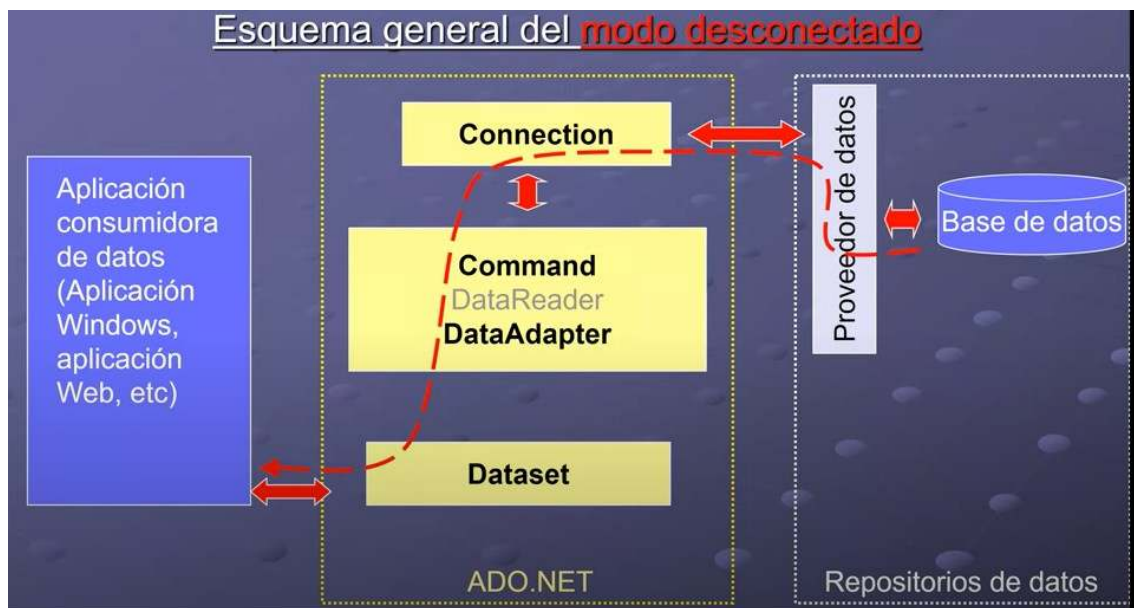 Esquema general del modo desconectado
Aplicación
consumidora
de datos
(Aplicación
Windows,
aplicación
Web, etc)
Connection
Command
DataReader
DataAdapter
Dataset
ADO.NET
Proveedor de datos
Base de datos
Repositorios de datos